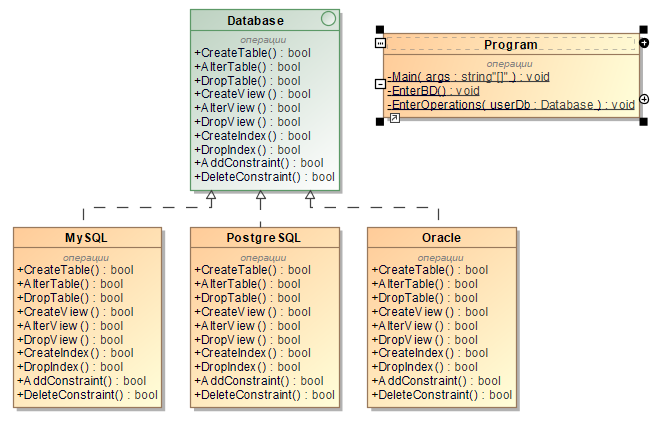 Database
операции
+CreateTable() : bool
+AlterTable() : bool
+DropTable() : bool
+CreateView() : bool
+AlterView() : bool
+DropView() : bool
+CreateIndex() : bool
+DropIndex() : bool
+AddConstraint() : bool
+DeleteConstraint() : bool
Program
операции
-Main( args : string"[]" ) : void
-EnterBD() : void
-EnterOperations( userDb : Database ) : void
MySQL
операции
+CreateTable() : bool
+AlterTable() : bool
+DropTable() : bool
+CreateView() : bool
+AlterView() : bool
+DropView() : bool
+CreateIndex() : bool
+DropIndex() : bool
+AddConstraint() : bool
+DeleteConstraint() : bool
PostgreSQL
операции
+CreateTable() : bool
+AlterTable() : bool
+DropTable() : bool
+CreateView() : bool
+AlterView() : bool
+DropView() : bool
+CreateIndex() : bool
+DropIndex() : bool
+AddConstraint() : bool
+DeleteConstraint() : bool
Oracle
операции
+CreateTable() : bool
+AlterTable() : bool
+DropTable() : bool
+CreateView() : bool
+AlterView() : bool
+DropView() : bool
+CreateIndex() : bool
+DropIndex() : bool
+AddConstraint() : bool
+DeleteConstraint() : bool